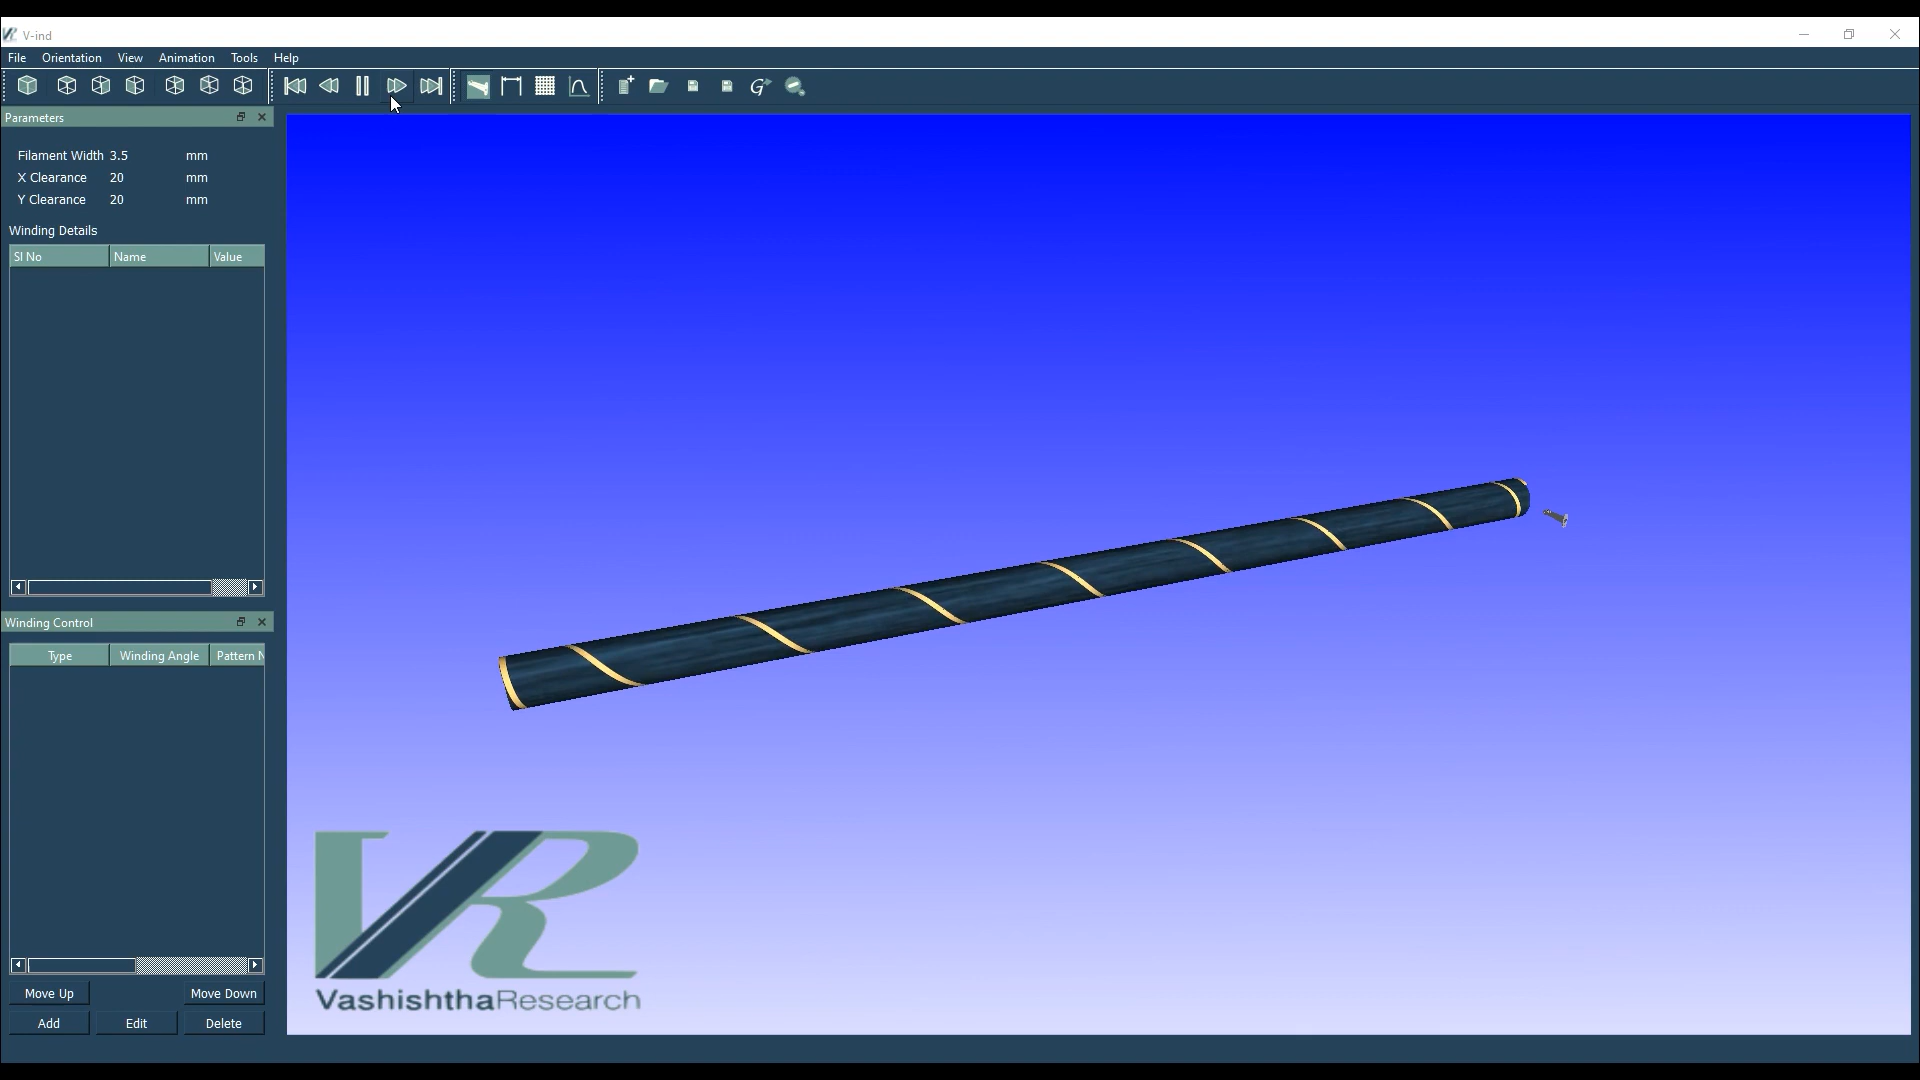 V-ind
File Orientation View Animation Tools Help
G
Parameters
Filament Width 3.5 mm
X Clearance 20 mm
Y Clearance 20 mm
Winding Details
Sl No Name Value
Winding Control
Type Winding Angle Pattern N
Move Up Move Down
Add Edit Delete
VR
VashishthaResearch